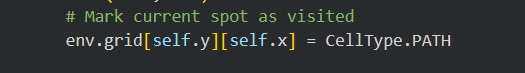 # Mark current spot as visited
env.grid[self.y][self.x] = CellType.PATH